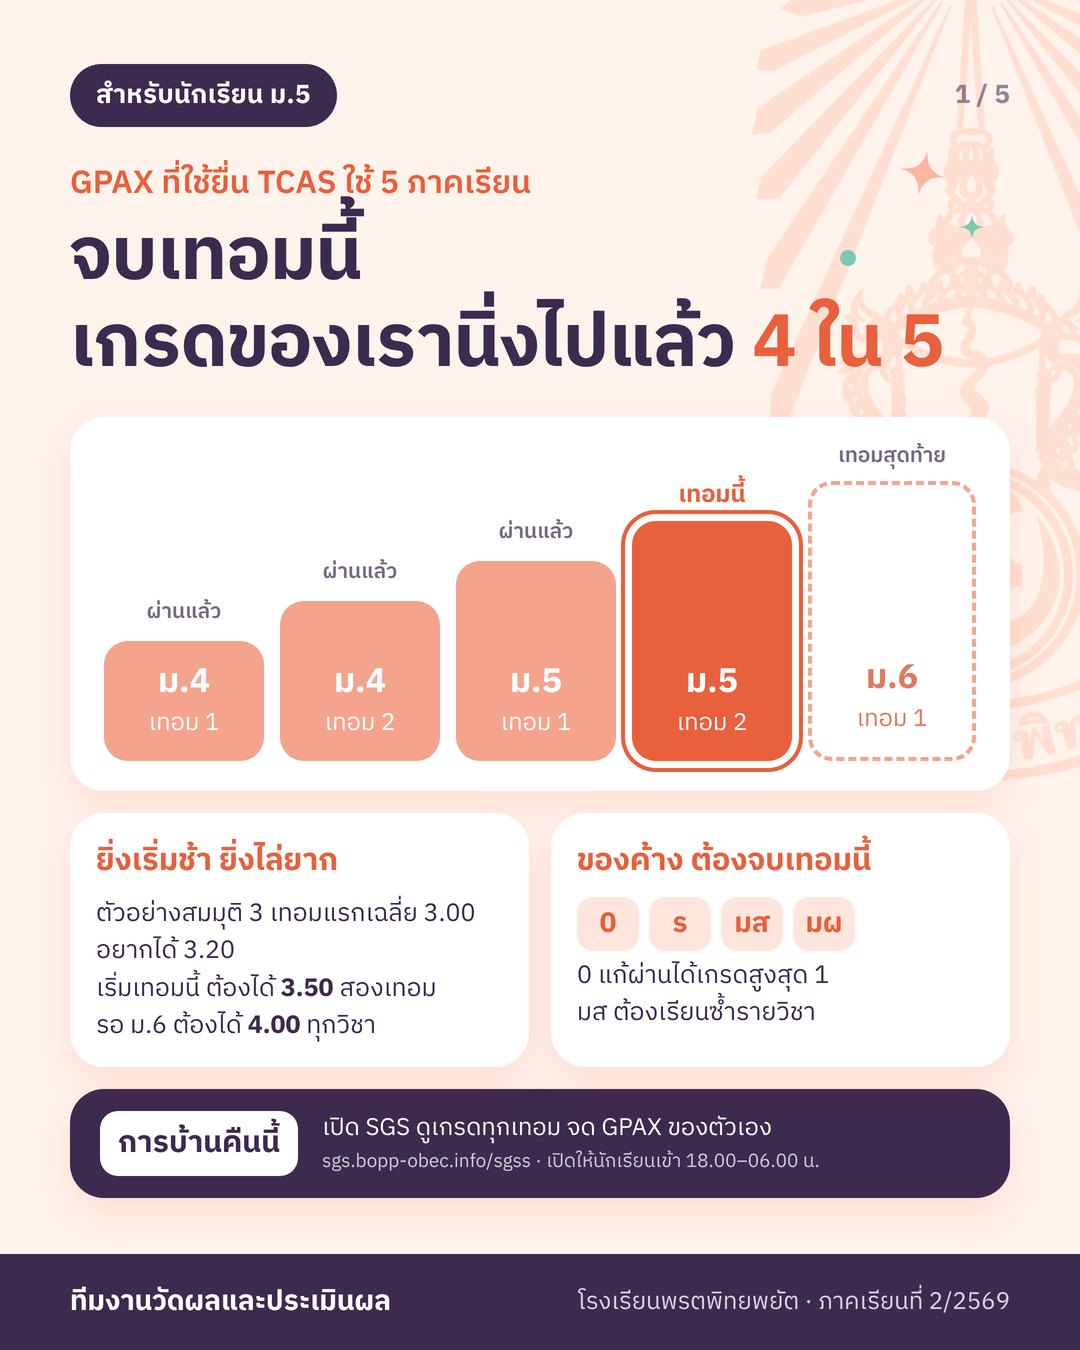 สำหรับนักเรียน ม.5
1 / 5
GPAX ที่ใช้ยื่น TCAS ใช้ 5 ภาคเรียน
จบเทอมนี้
เกรดของเรานิ่งไปแล้ว 4 ใน 5
ผ่านแล้ว
ม.4
เทอม 1
ผ่านแล้ว
ม.4
เทอม 2
ผ่านแล้ว
ม.5
เทอม 1
เทอมนี้
ม.5
เทอม 2
เทอมสุดท้าย
ม.6
เทอม 1
ยิ่งเริ่มช้า ยิ่งไล่ยาก
ตัวอย่างสมมุติ 3 เทอมแรกเฉลี่ย 3.00
อยากได้ 3.20
เริ่มเทอมนี้ ต้องได้ 3.50 สองเทอม
รอ ม.6 ต้องได้ 4.00 ทุกวิชา
ของค้าง ต้องจบเทอมนี้
0 ร มส มผ
0 แก้ผ่านได้เกรดสูงสุด 1
มส ต้องเรียนซ้ำรายวิชา
การบ้านคืนนี้
เปิด SGS ดูเกรดทุกเทอม จด GPAX ของตัวเอง
sgs.bopp-obec.info/sgss · เปิดให้นักเรียนเข้า 18.00–06.00 น.
ทีมงานวัดผลและประเมินผล
โรงเรียนพรตพิทยพยัต · ภาคเรียนที่ 2/2569